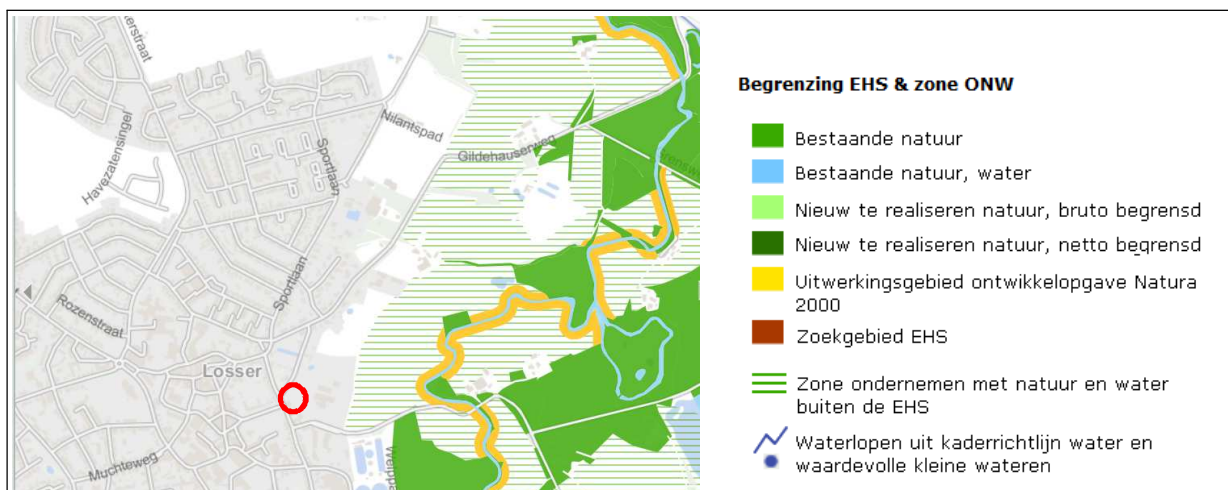 Havezatensingel
Sportlaan
Nilantspad
Gildehauserweg
Sportlaan
Rozenstraat
Losser
Muchteweg
Begrenzing EHS & zone ONW
Bestaande natuur
Bestaande natuur, water
Nieuw te realiseren natuur, bruto begrensd
Nieuw te realiseren natuur, netto begrensd
Uitwerkingsgebied ontwikkelopgave Natura
2000
Zoekgebied EHS
Zone ondernemen met natuur en water
buiten de EHS
Waterlopen uit kaderrichtlijn water en
waardevolle kleine wateren